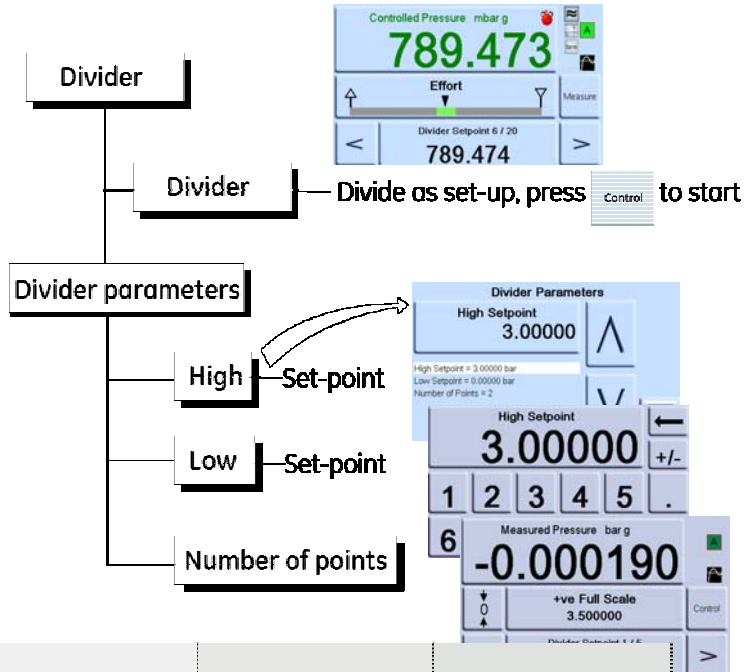 Controlled Pressure mbar g
789.473
A
Effort
Measure
<
Divider Setpoint 6 / 20
789.474
>
Divider
Divider
Divide as set-up, press Control to start
Divider parameters
High
Set-point
Low
Set-point
Number of points
Divider Parameters
High Setpoint
3.00000
High Setpoint = 3.00000 bar
Low Setpoint = 0.00000 bar
Number of Points = 2
High Setpoint
3.00000
+/-
1 2 3 4 5 .
6
Measured Pressure bar g
-0.000190
A
0
+ve Full Scale
3.500000
Control
Divider Setpoint 1 / 5
>